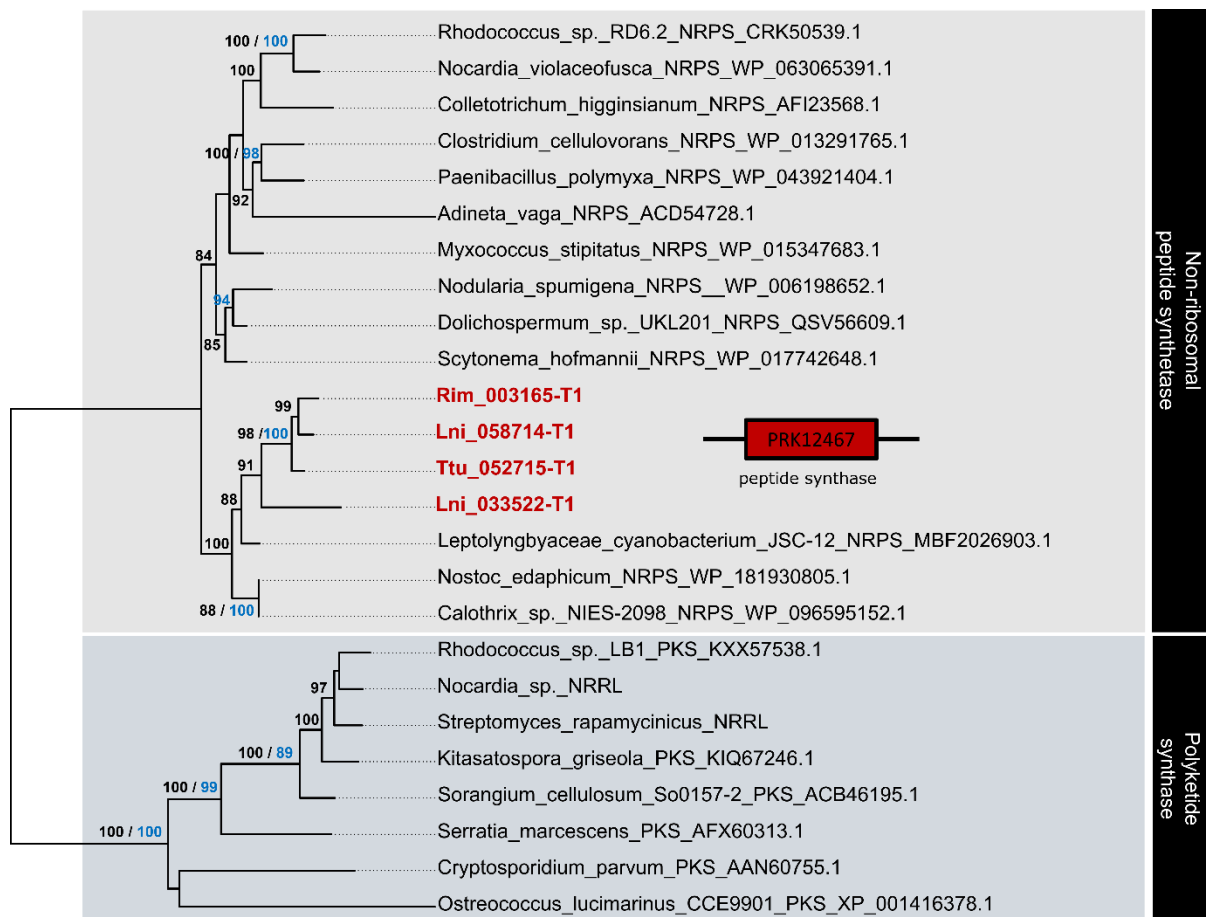 100 / 100
Rhodococcus_sp._RD6.2_NRPS_CRK50539.1
100
Nocardia_violaceofusca_NRPS_WP_063065391.1
Colletotrichum_higginsianum_NRPS_AFI23568.1
Clostridium_cellulovorans_NRPS_WP_013291765.1
100 / 98
Paenibacillus_polymyxa_NRPS_WP_043921404.1
92
Adineta_vaga_NRPS_ACD54728.1
Myxococcus_stipitatus_NRPS_WP_015347683.1
84
Nodularia_spumigena_NRPS__WP_006198652.1
94
Dolichospermum_sp._UKL201_NRPS_QSV56609.1
85
Scytonema_hofmannii_NRPS_WP_017742648.1
Rim_003165-T1
99
Lni_058714-T1
98 /100
Ttu_052715-T1
91
Lni_033522-T1
88
Leptolyngbyaceae_cyanobacterium_JSC-12_NRPS_MBF2026903.1
100
Nostoc_edaphicum_NRPS_WP_181930805.1
88 / 100
Calothrix_sp._NIES-2098_NRPS_WP_096595152.1
PRK12467
peptide synthase
Non-ribosomal
peptide synthetase
Rhodococcus_sp._LB1_PKS_KXX57538.1
97
Nocardia_sp._NRRL
100
Streptomyces_rapamycinicus_NRRL
100 / 89
Kitasatospora_griseola_PKS_KIQ67246.1
100 / 99
Sorangium_cellulosum_So0157-2_PKS_ACB46195.1
100 / 100
Serratia_marcescens_PKS_AFX60313.1
Cryptosporidium_parvum_PKS_AAN60755.1
Ostreococcus_lucimarinus_CCE9901_PKS_XP_001416378.1
Polyketide
synthase